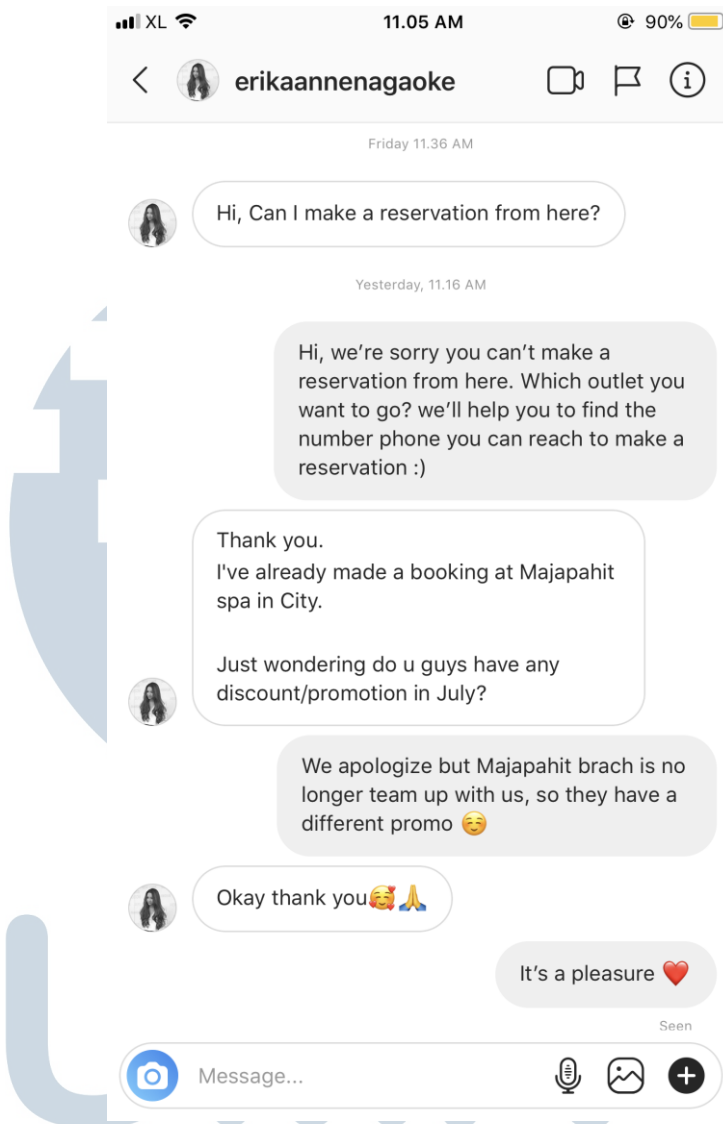 XL 11.05 AM 90%
erikaannenagaoke
Friday 11.36 AM
Hi, Can I make a reservation from here?
Yesterday, 11.16 AM
Hi, we’re sorry you can’t make a
reservation from here. Which outlet you
want to go? we’ll help you to find the
number phone you can reach to make a
reservation :)
Thank you.
I've already made a booking at Majapahit
spa in City.
Just wondering do u guys have any
discount/promotion in July?
We apologize but Majapahit brach is no
longer team up with us, so they have a
different promo ☺️
Okay thank you🥰🙏
It’s a pleasure ❤️
Seen
Message...